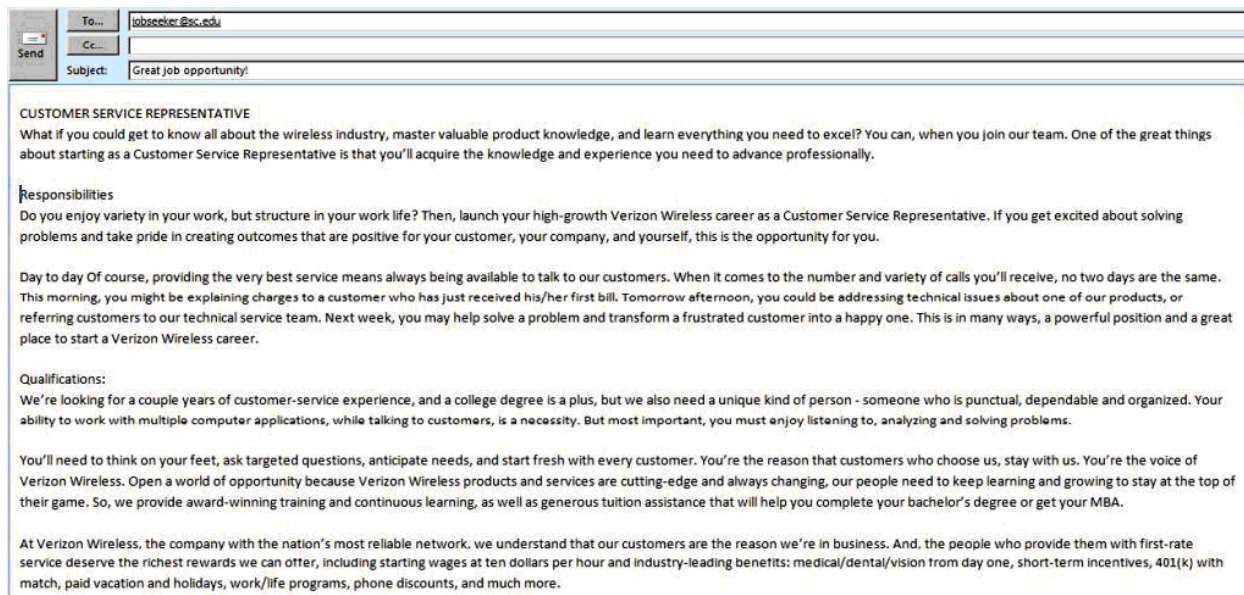 To...
jobseeker@sc.edu
Send
Cc...
Subject:
Great job opportunity!
CUSTOMER SERVICE REPRESENTATIVE
What if you could get to know all about the wireless industry, master valuable product knowledge, and learn everything you need to excel? You can, when you join our team. One of the great things
about starting as a Customer Service Representative is that you'll acquire the knowledge and experience you need to advance professionally.
Responsibilities
Do you enjoy variety in your work, but structure in your work life? Then, launch your high-growth Verizon Wireless career as a Customer Service Representative. If you get excited about solving
problems and take pride in creating outcomes that are positive for your customer, your company, and yourself, this is the opportunity for you.
Day to day Of course, providing the very best service means always being available to talk to our customers. When it comes to the number and variety of calls you'll receive, no two days are the same.
This morning, you might be explaining charges to a customer who has just received his/her first bill. Tomorrow afternoon, you could be addressing technical issues about one of our products, or
referring customers to our technical service team. Next week, you may help solve a problem and transform a frustrated customer into a happy one. This is in many ways, a powerful position and a great
place to start a Verizon Wireless career.
Qualifications:
We're looking for a couple years of customer-service experience, and a college degree is a plus, but we also need a unique kind of person - someone who is punctual, dependable and organized. Your
ability to work with multiple computer applications, while talking to customers, is a necessity. But most important, you must enjoy listening to, analyzing and solving problems.
You'll need to think on your feet, ask targeted questions, anticipate needs, and start fresh with every customer. You're the reason that customers who choose us, stay with us. You're the voice of
Verizon Wireless. Open a world of opportunity because Verizon Wireless products and services are cutting-edge and always changing, our people need to keep learning and growing to stay at the top of
their game. So, we provide award-winning training and continuous learning, as well as generous tuition assistance that will help you complete your bachelor's degree or get your MBA.
At Verizon Wireless, the company with the nation's most reliable network, we understand that our customers are the reason we're in business. And, the people who provide them with first-rate
service deserve the richest rewards we can offer, including starting wages at ten dollars per hour and industry-leading benefits: medical/dental/vision from day one, short-term incentives, 401(k) with
match, paid vacation and holidays, work/life programs, phone discounts, and much more.